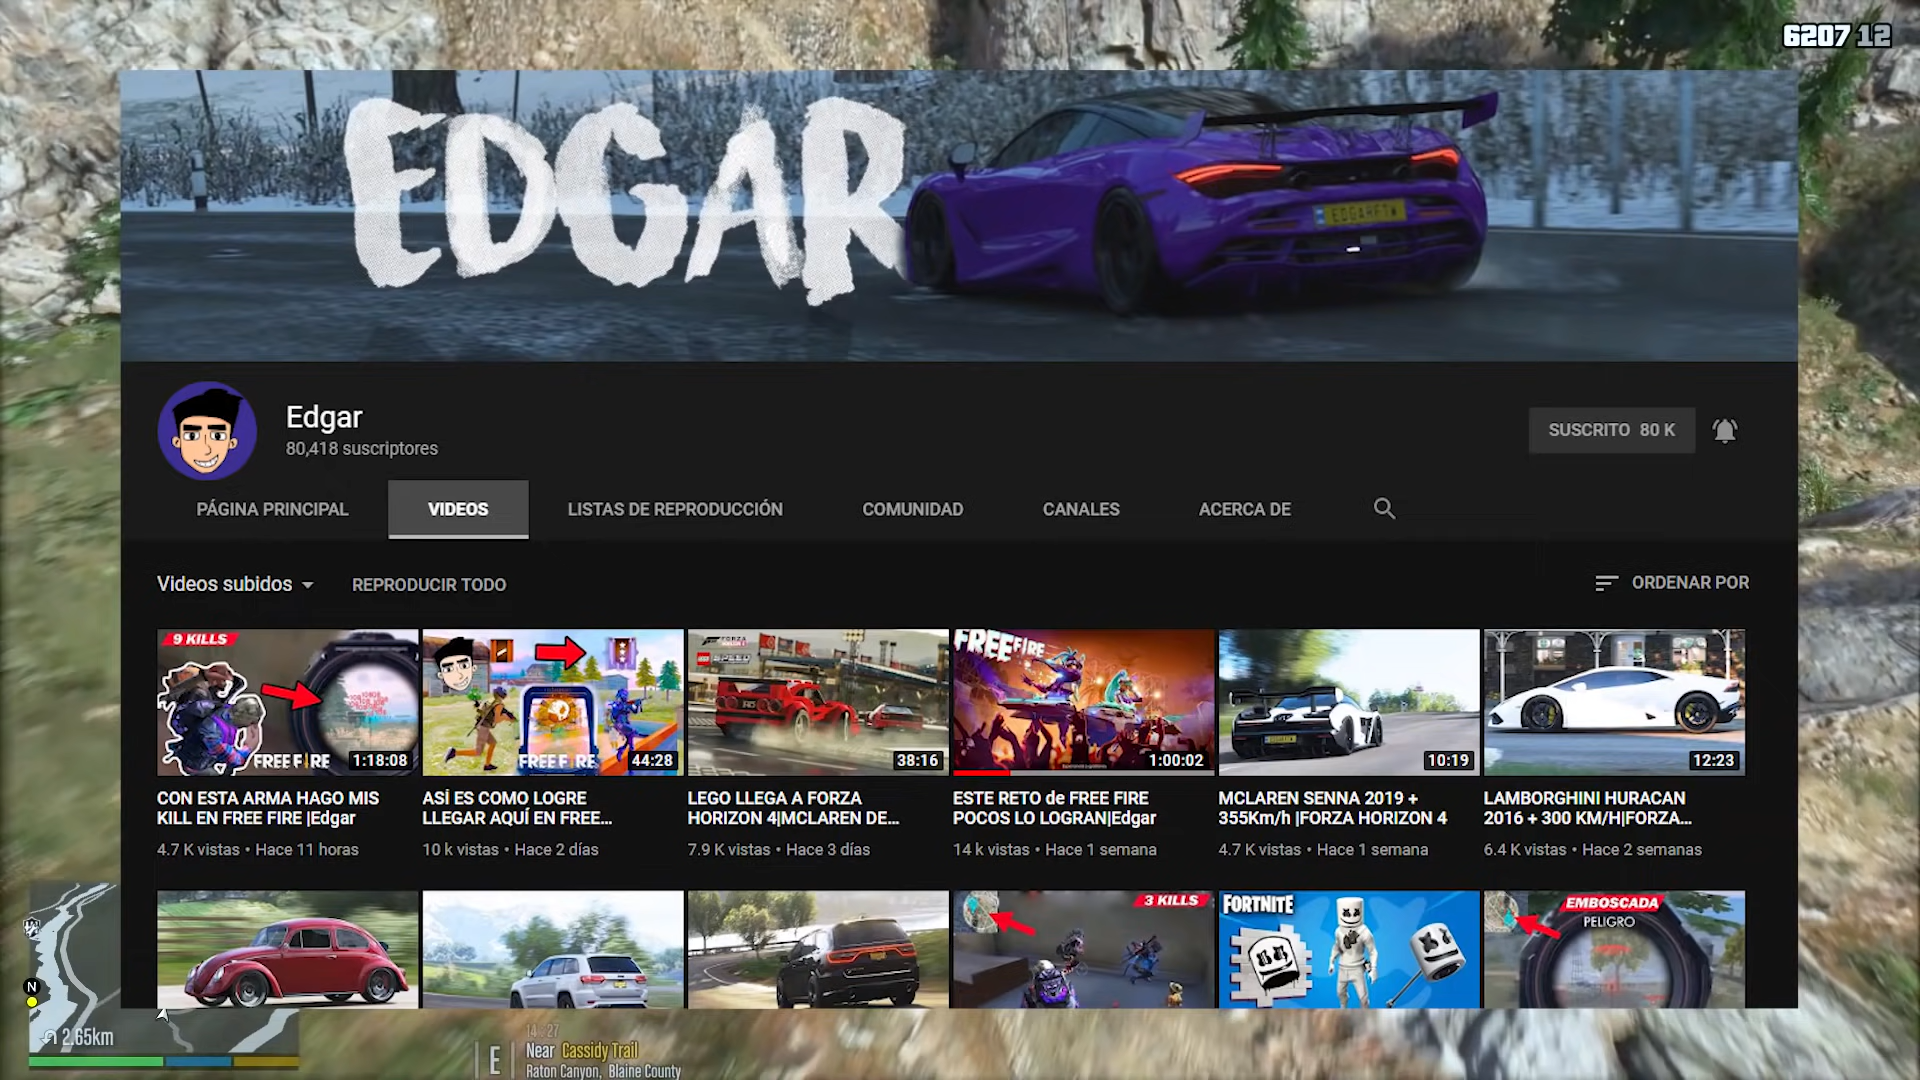 6207 12
EDGAR
EDGARFTW
Edgar
80,418 suscriptores
SUSCRITO 80 K
PÁGINA PRINCIPAL
VIDEOS
LISTAS DE REPRODUCCIÓN
COMUNIDAD
CANALES
ACERCA DE
Videos subidos
REPRODUCIR TODO
ORDENAR POR
9 KILLS
FREE FIRE
1:18:08
FREE FIRE
44:28
38:16
FREE FIRE
1:00:02
10:19
12:23
CON ESTA ARMA HAGO MIS
KILL EN FREE FIRE |Edgar
4.7 K vistas • Hace 11 horas
ASÍ ES COMO LOGRE
LLEGAR AQUÍ EN FREE...
10 k vistas • Hace 2 días
LEGO LLEGA A FORZA
HORIZON 4|MCLAREN DE...
7.9 K vistas • Hace 3 días
ESTE RETO de FREE FIRE
POCOS LO LOGRAN|Edgar
14 k vistas • Hace 1 semana
MCLAREN SENNA 2019 +
355Km/h |FORZA HORIZON 4
4.7 K vistas • Hace 1 semana
LAMBORGHINI HURACAN
2016 + 300 KM/H|FORZA...
6.4 K vistas • Hace 2 semanas
3 KILLS
FORTNITE
EMBOSCADA
PELIGRO
N
2.65km
E
14:27
Near Cassidy Trail
Raton Canyon, Blaine County